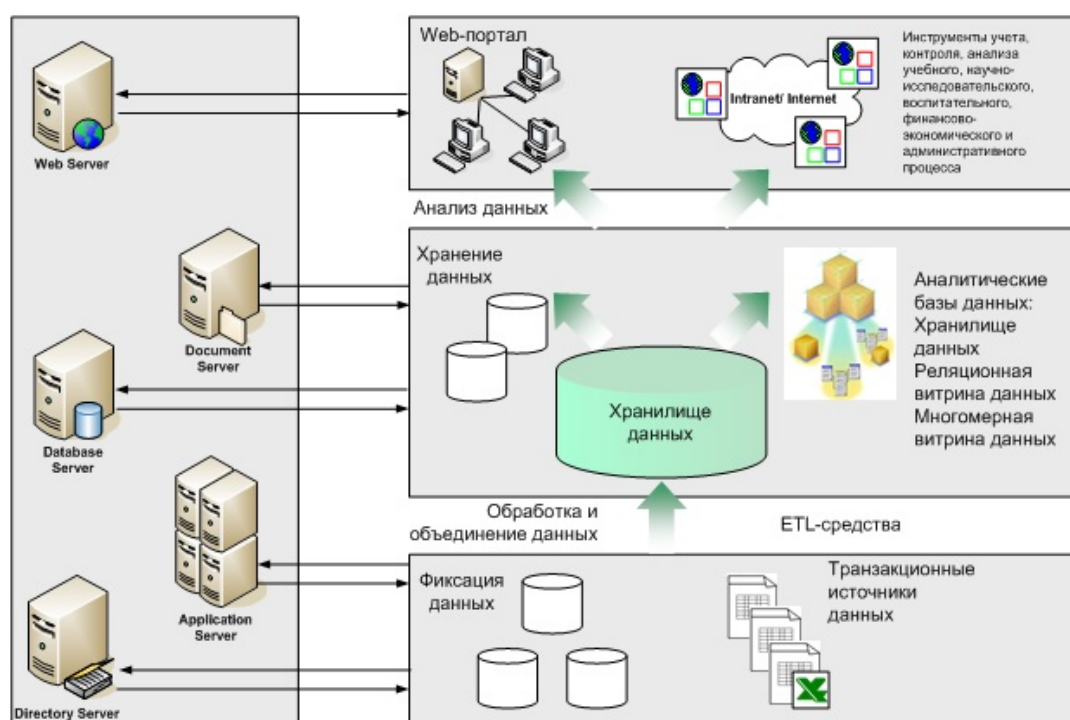 Web Server
Document
Server
Database
Server
Application
Server
Directory Server
Web-портал
Intranet/ Internet
Инструменты учета,
контроля, анализа
учебного, научно-
исследовательского,
воспитательного,
финансово-
экономического и
административного
процесса
Анализ данных
Хранение
данных
Хранилище
данных
Аналитические
базы данных:
Хранилище
данных
Реляционная
витрина данных
Многомерная
витрина данных
Обработка и
объединение данных
ETL-средства
Фиксация
данных
Транзакционные
источники
данных